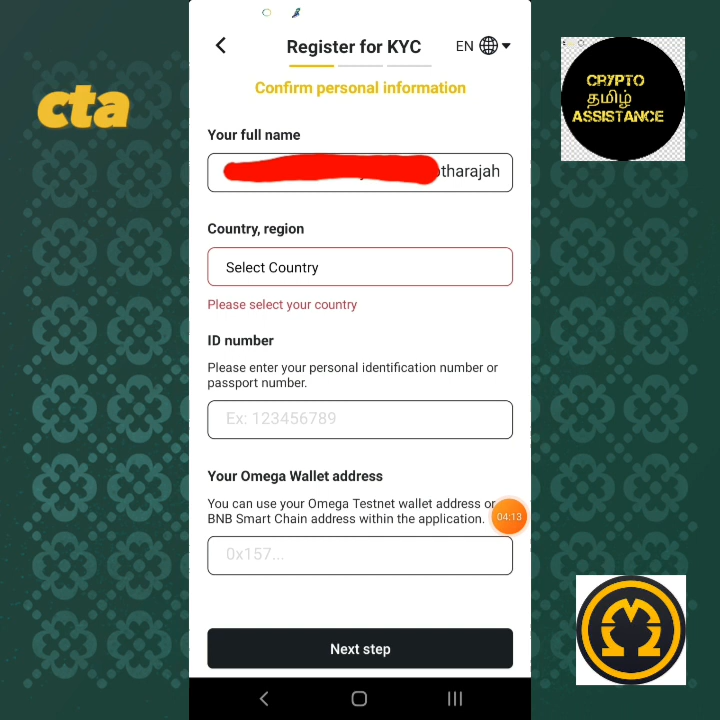 cta
CRYPTO
தமிழ்
ASSISTANCE
Register for KYC
EN
Confirm personal information
Your full name
tharajah
Country, region
Select Country
Please select your country
ID number
Please enter your personal identification number or
passport number.
Ex: 123456789
Your Omega Wallet address
You can use your Omega Testnet wallet address or
BNB Smart Chain address within the application.
04:13
0x157...
Next step